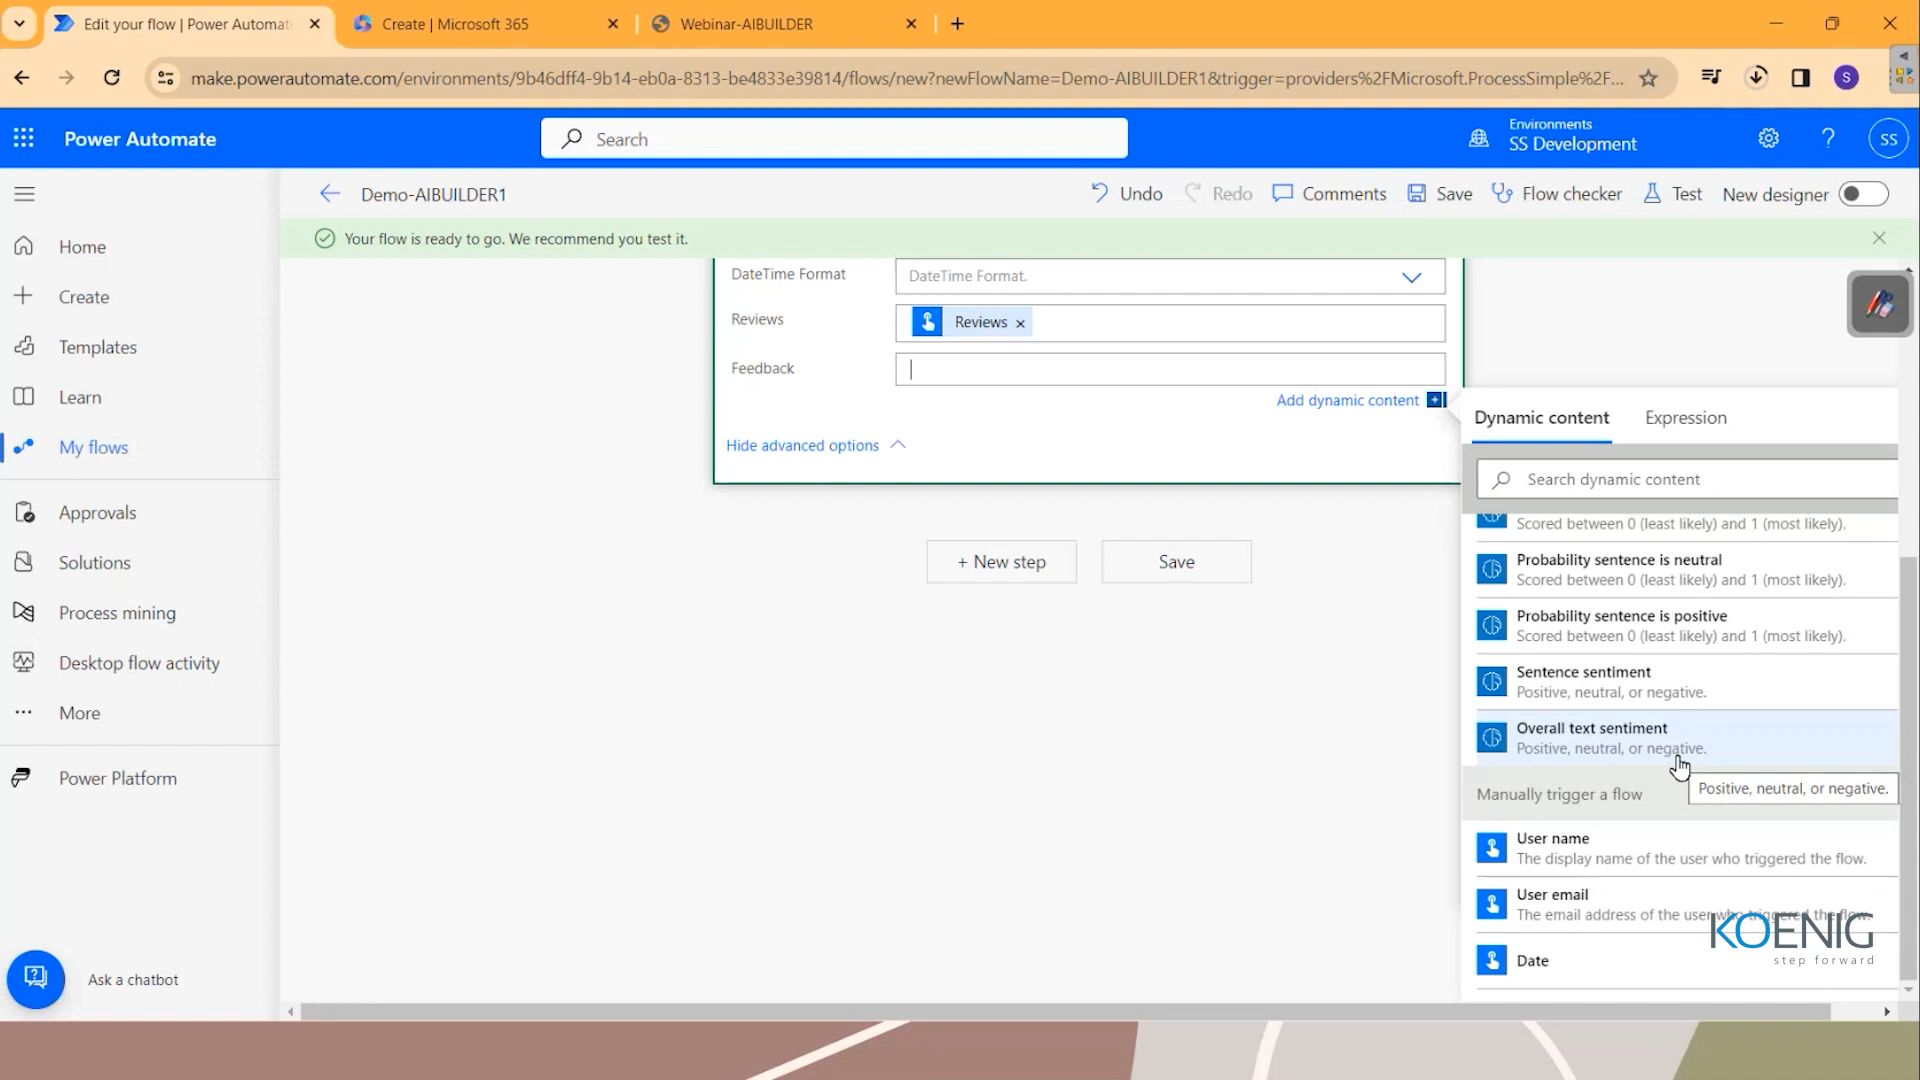 Edit your flow | Power Automat
Create | Microsoft 365
Webinar-AIBUILDER
make.powerautomate.com/environments/9b46dff4-9b14-eb0a-8313-be4833e39814/flows/new?newFlowName=Demo-AIBUILDER1&trigger=providers%2FMicrosoft.ProcessSimple%2F...
S
Power Automate
Search
Environments
SS Development
?
SS
Demo-AIBUILDER1
Undo
Redo
Comments
Save
Flow checker
Test
New designer
Your flow is ready to go. We recommend you test it.
Home
Create
Templates
Learn
My flows
Approvals
Solutions
Process mining
Desktop flow activity
More
Power Platform
Ask a chatbot
DateTime Format
DateTime Format.
Reviews
Reviews
Feedback
Add dynamic content
Hide advanced options
+ New step
Save
Dynamic content
Expression
Search dynamic content
Scored between 0 (least likely) and 1 (most likely).
Probability sentence is neutral
Scored between 0 (least likely) and 1 (most likely).
Probability sentence is positive
Scored between 0 (least likely) and 1 (most likely).
Sentence sentiment
Positive, neutral, or negative.
Overall text sentiment
Positive, neutral, or negative.
Positive, neutral, or negative.
Manually trigger a flow
User name
The display name of the user who triggered the flow.
User email
The email address of the user who triggered the flow.
Date
KOENIG
step forward